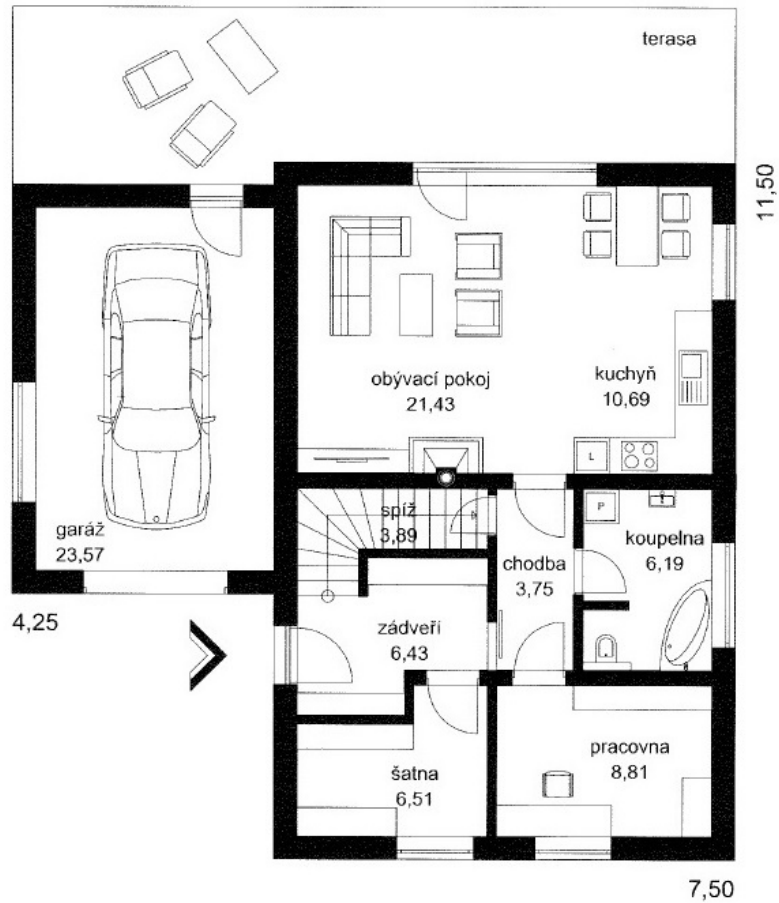 terasa
11,50
obývací pokoj
21,43
kuchyň
10,69
L
garáž
23,57
spíž
3,89
P
koupelna
6,19
chodba
3,75
4,25
zádveří
6,43
pracovna
8,81
šatna
6,51
7,50